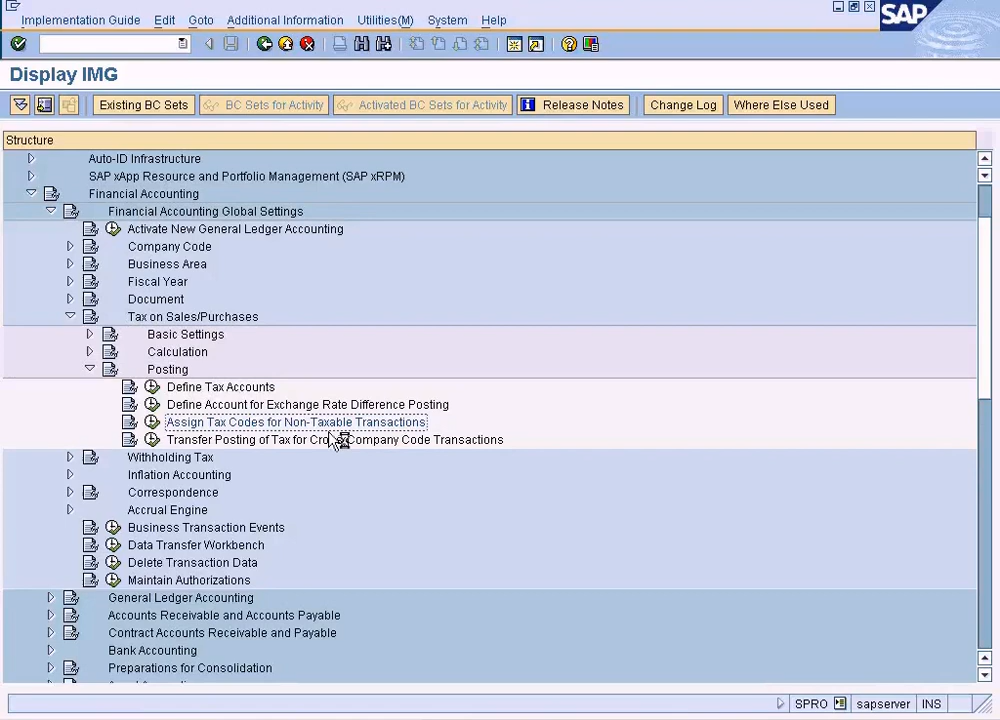 Implementation Guide Edit Goto Additional Information Utilities(M) System Help
SAP
Display IMG
Existing BC Sets BC Sets for Activity Activated BC Sets for Activity Release Notes Change Log Where Else Used
Structure
Auto-ID Infrastructure
SAP xApp Resource and Portfolio Management (SAP xRPM)
Financial Accounting
Financial Accounting Global Settings
Activate New General Ledger Accounting
Company Code
Business Area
Fiscal Year
Document
Tax on Sales/Purchases
Basic Settings
Calculation
Posting
Define Tax Accounts
Define Account for Exchange Rate Difference Posting
Assign Tax Codes for Non-Taxable Transactions
Transfer Posting of Tax for Cross-Company Code Transactions
Withholding Tax
Inflation Accounting
Correspondence
Accrual Engine
Business Transaction Events
Data Transfer Workbench
Delete Transaction Data
Maintain Authorizations
General Ledger Accounting
Accounts Receivable and Accounts Payable
Contract Accounts Receivable and Payable
Bank Accounting
Preparations for Consolidation
SPRO sapserver INS